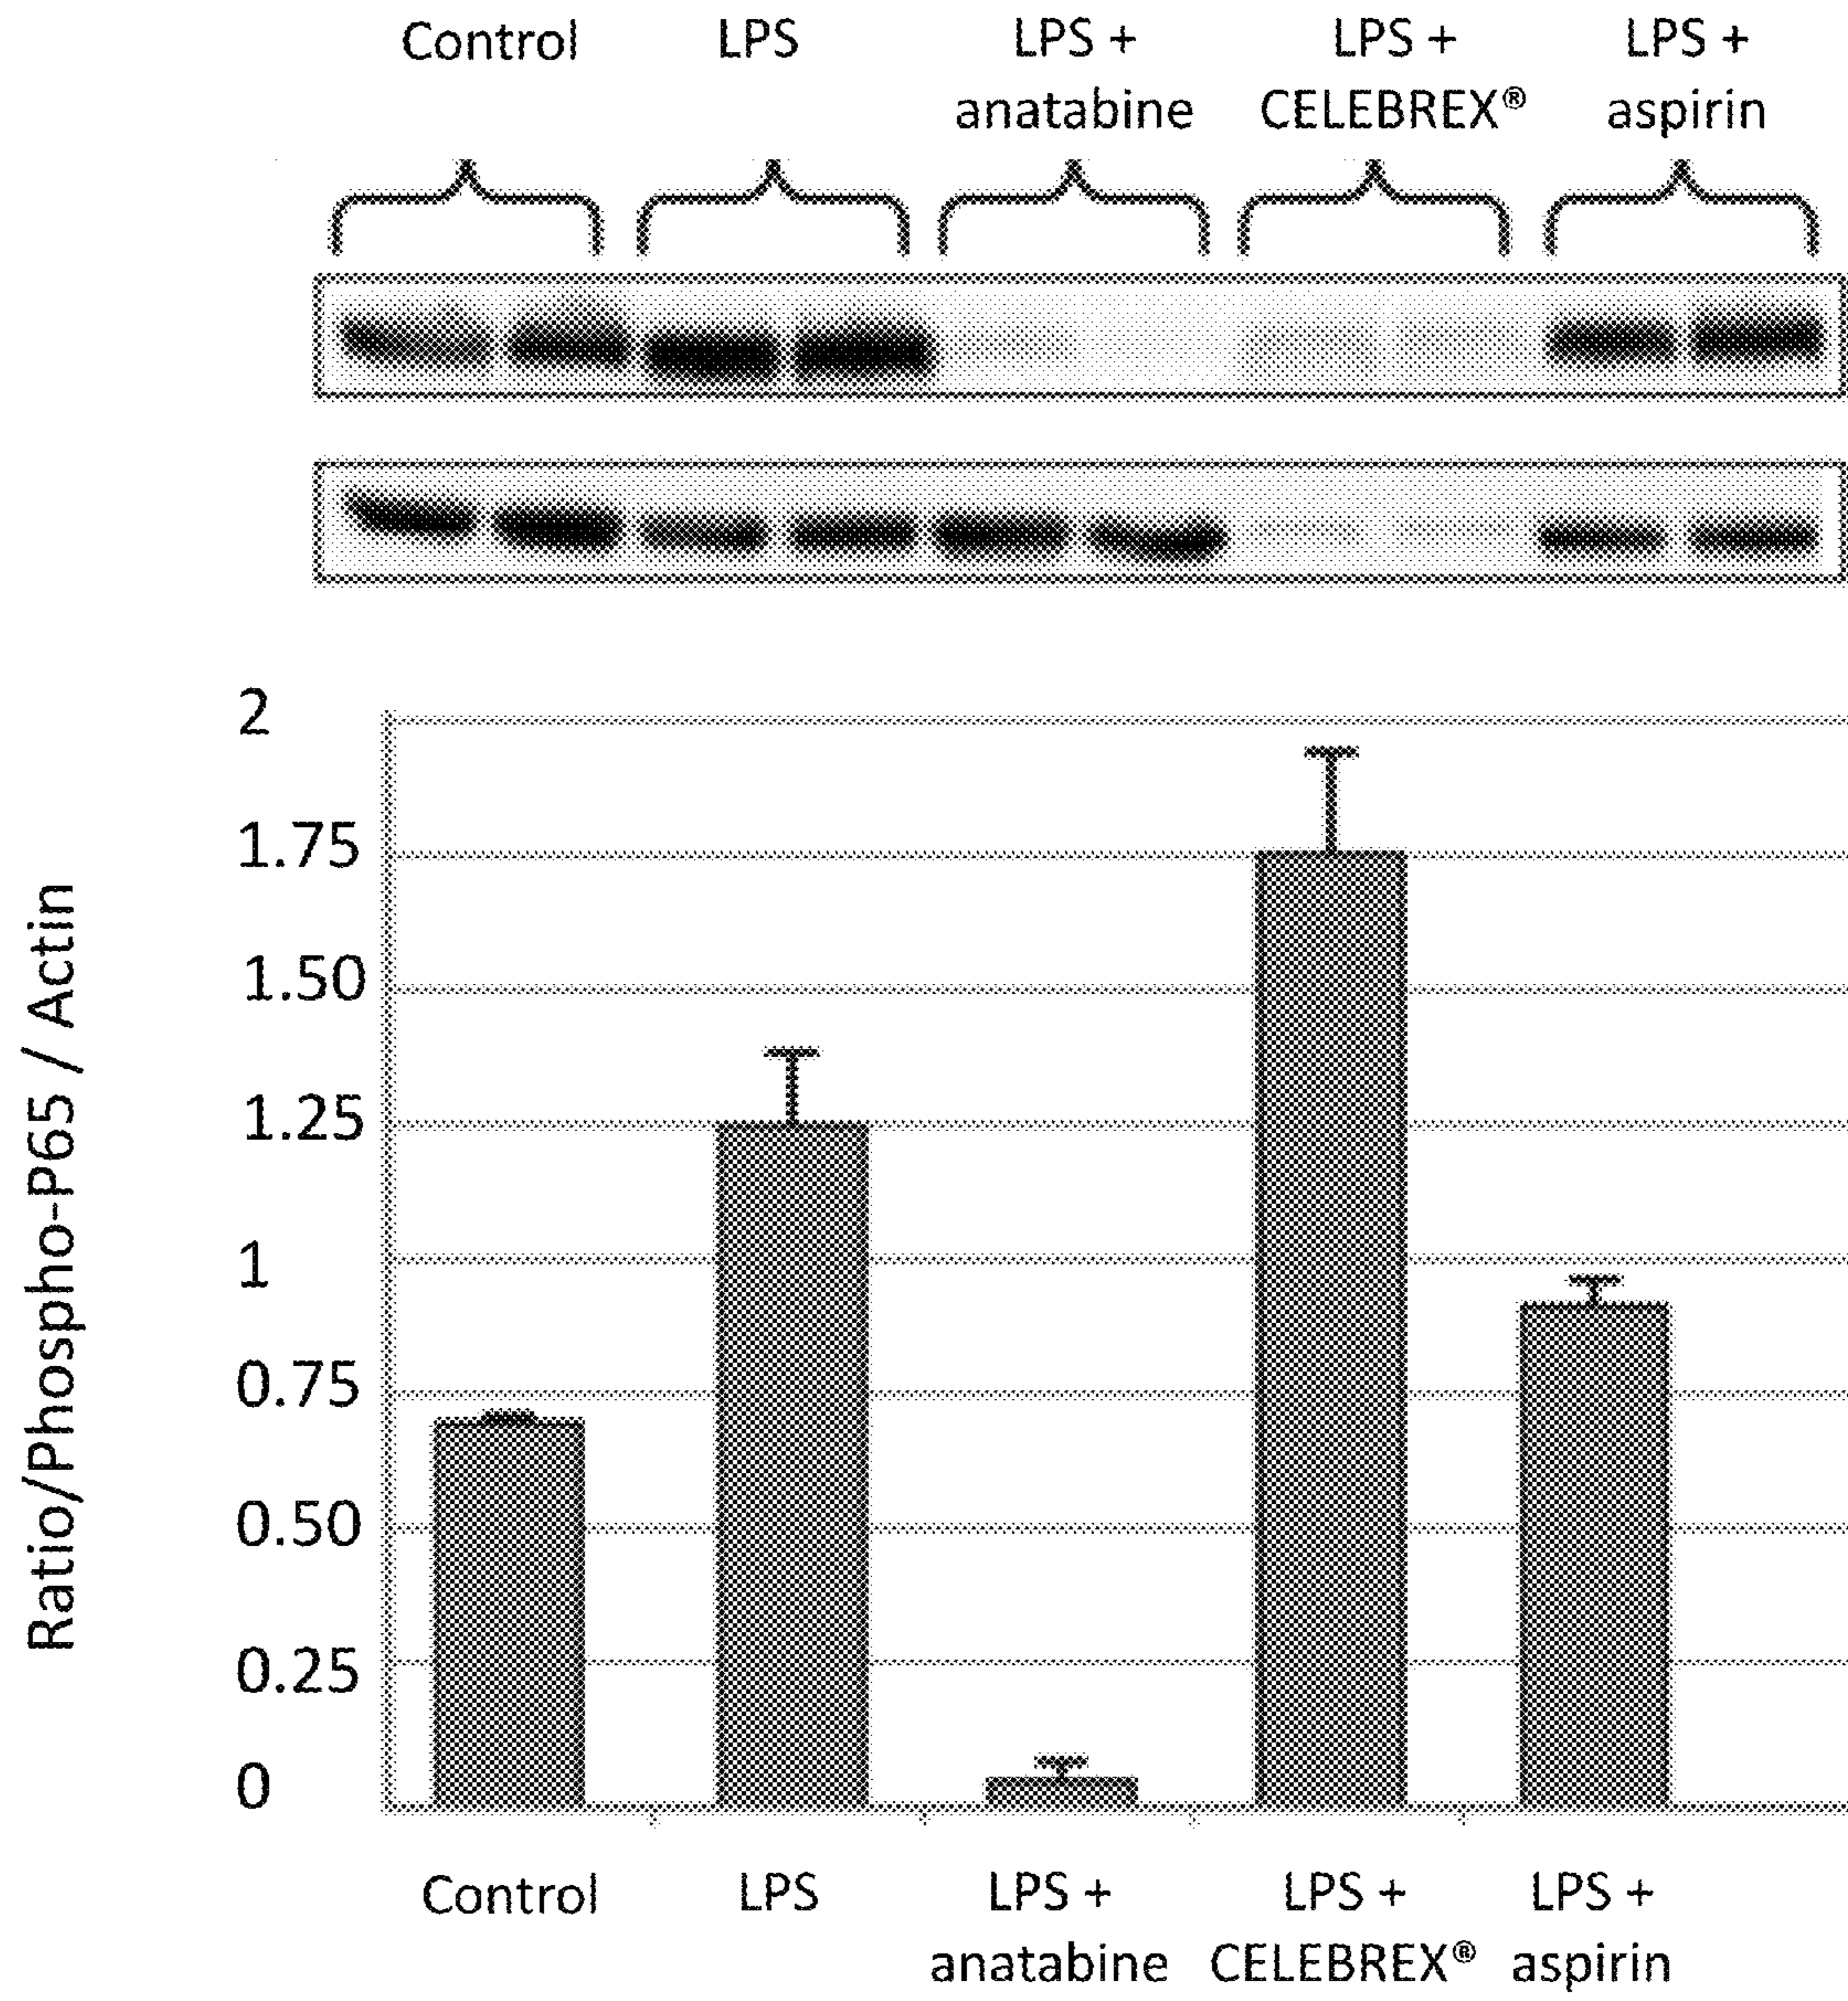 Control LPS LPS + LPS + LPS +
anatabine CELEBREX® aspirin
2
1.75
1.50
1.25
1
0.75
0.50
0.25
0
Ratio/Phospho-P65 / Actin
Control LPS LPS + LPS + LPS +
anatabine CELEBREX® aspirin